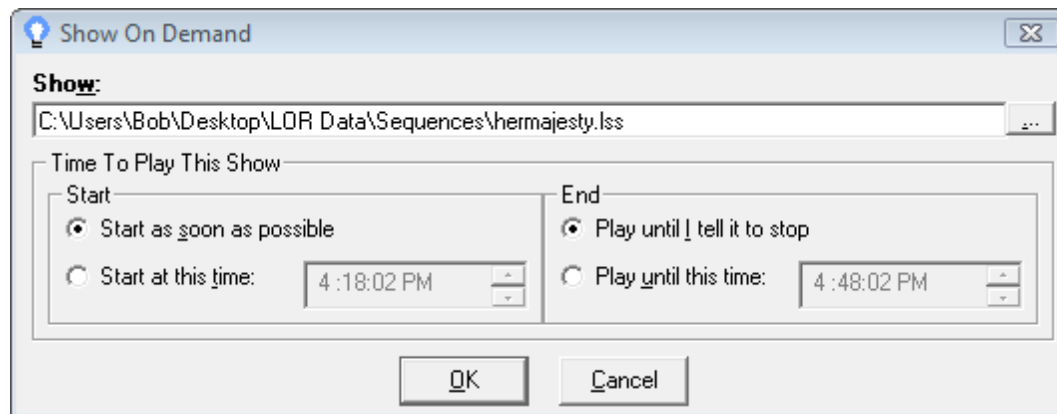 Show On Demand
Show:
C:\Users\Bob\Desktop\LOR Data\Sequences\hermajesty.lss ...
Time To Play This Show
Start
Start as soon as possible
Start at this time: 4 :18:02 PM
End
Play until I tell it to stop
Play until this time: 4 :48:02 PM
OK Cancel